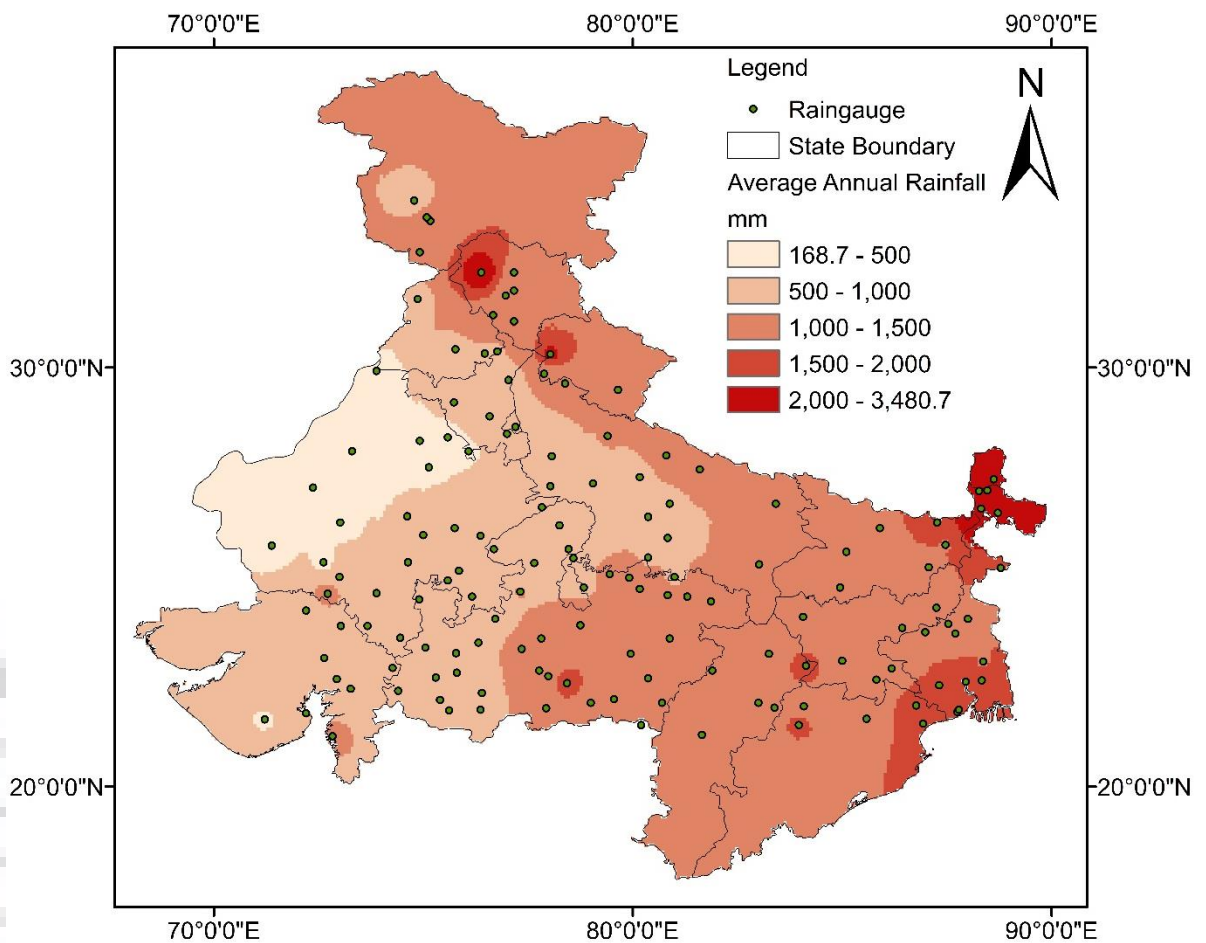 70°0'0"E
80°0'0"E
90°0'0"E
Legend
Raingauge
State Boundary
Average Annual Rainfall
mm
168.7 - 500
500 - 1,000
1,000 - 1,500
1,500 - 2,000
2,000 - 3,480.7
N
30°0'0"N
30°0'0"N
20°0'0"N
20°0'0"N
70°0'0"E
80°0'0"E
90°0'0"E